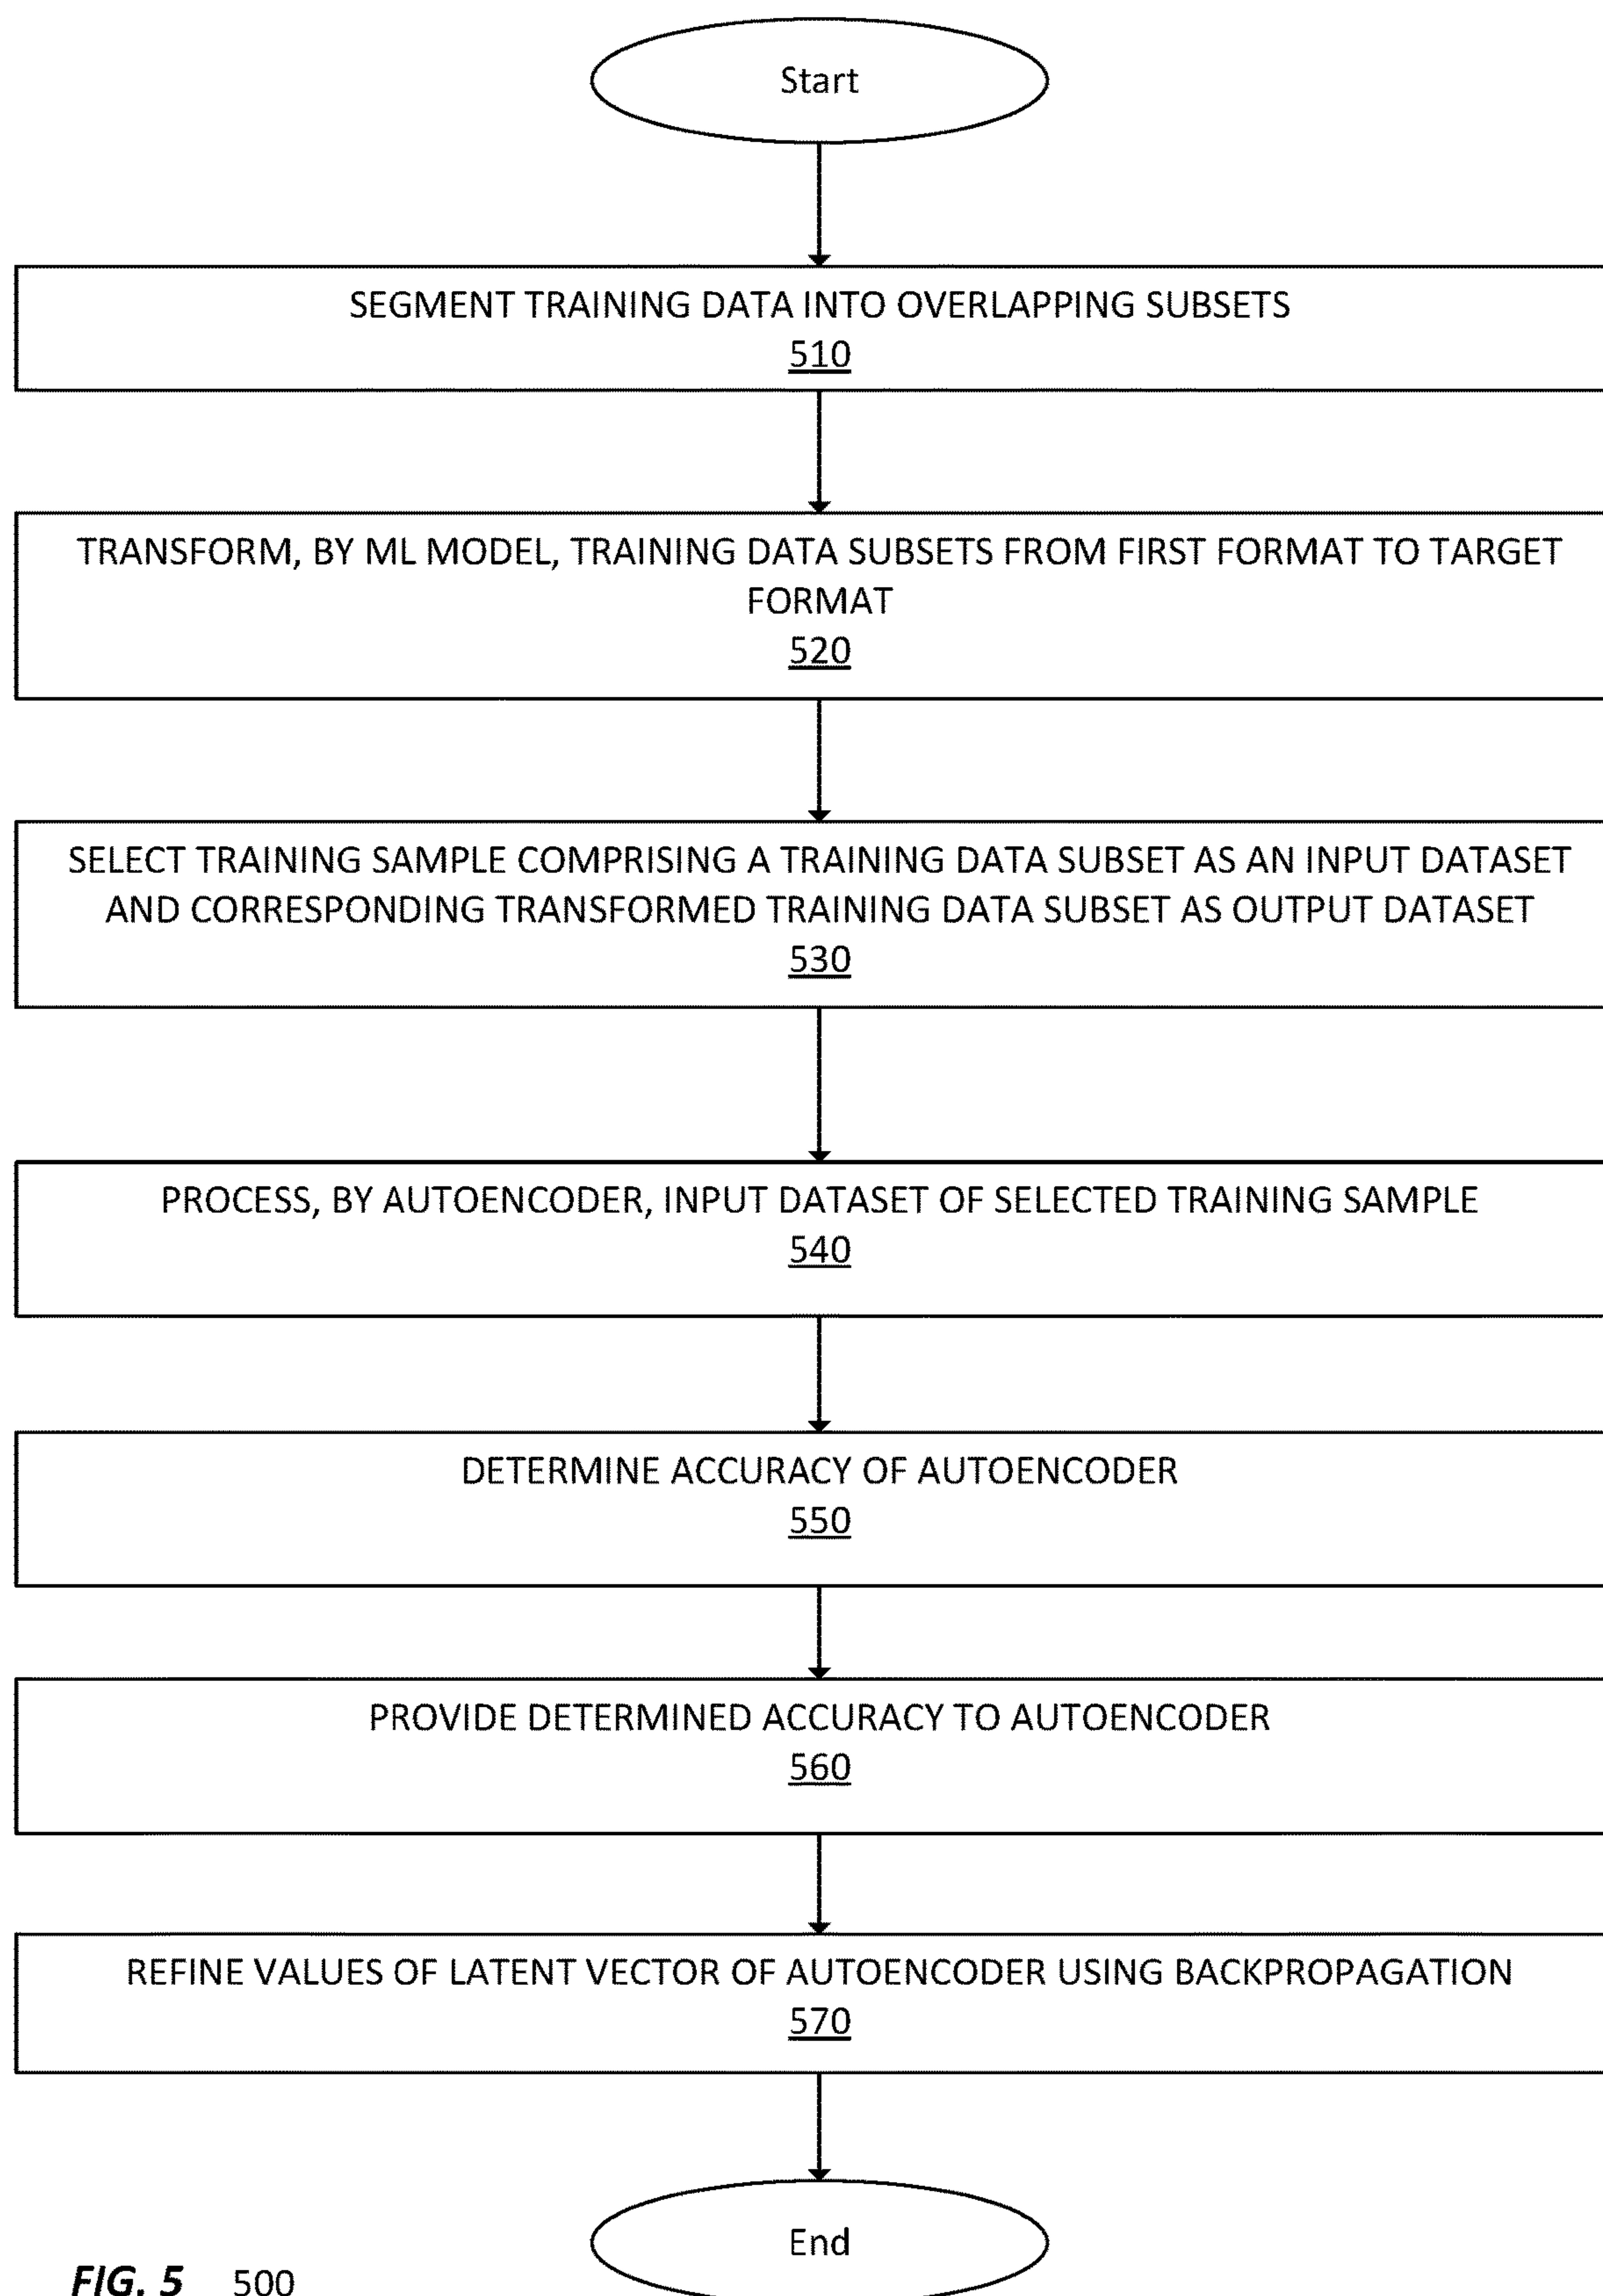 Start
SEGMENT TRAINING DATA INTO OVERLAPPING SUBSETS
510
TRANSFORM, BY ML MODEL, TRAINING DATA SUBSETS FROM FIRST FORMAT TO TARGET
FORMAT
520
SELECT TRAINING SAMPLE COMPRISING A TRAINING DATA SUBSET AS AN INPUT DATASET
AND CORRESPONDING TRANSFORMED TRAINING DATA SUBSET AS OUTPUT DATASET
530
PROCESS, BY AUTOENCODER, INPUT DATASET OF SELECTED TRAINING SAMPLE
540
DETERMINE ACCURACY OF AUTOENCODER
550
PROVIDE DETERMINED ACCURACY TO AUTOENCODER
560
REFINE VALUES OF LATENT VECTOR OF AUTOENCODER USING BACKPROPAGATION
570
End
FIG. 5 500